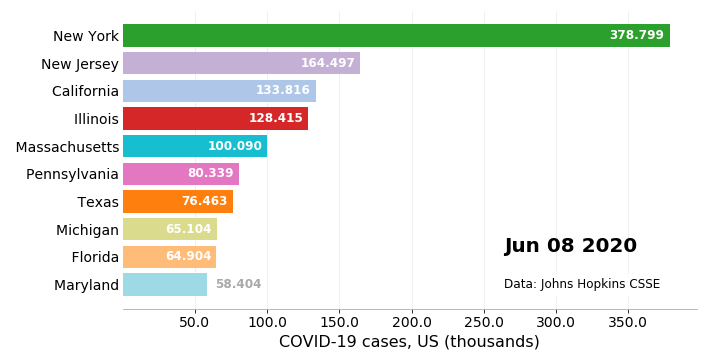 New York 378.799
New Jersey 164.497
California 133.816
Illinois 128.415
Massachusetts 100.090
Pennsylvania 80.339
Texas 76.463
Michigan 65.104
Florida 64.904
Maryland 58.404
Jun 08 2020
Data: Johns Hopkins CSSE
50.0 100.0 150.0 200.0 250.0 300.0 350.0
COVID-19 cases, US (thousands)